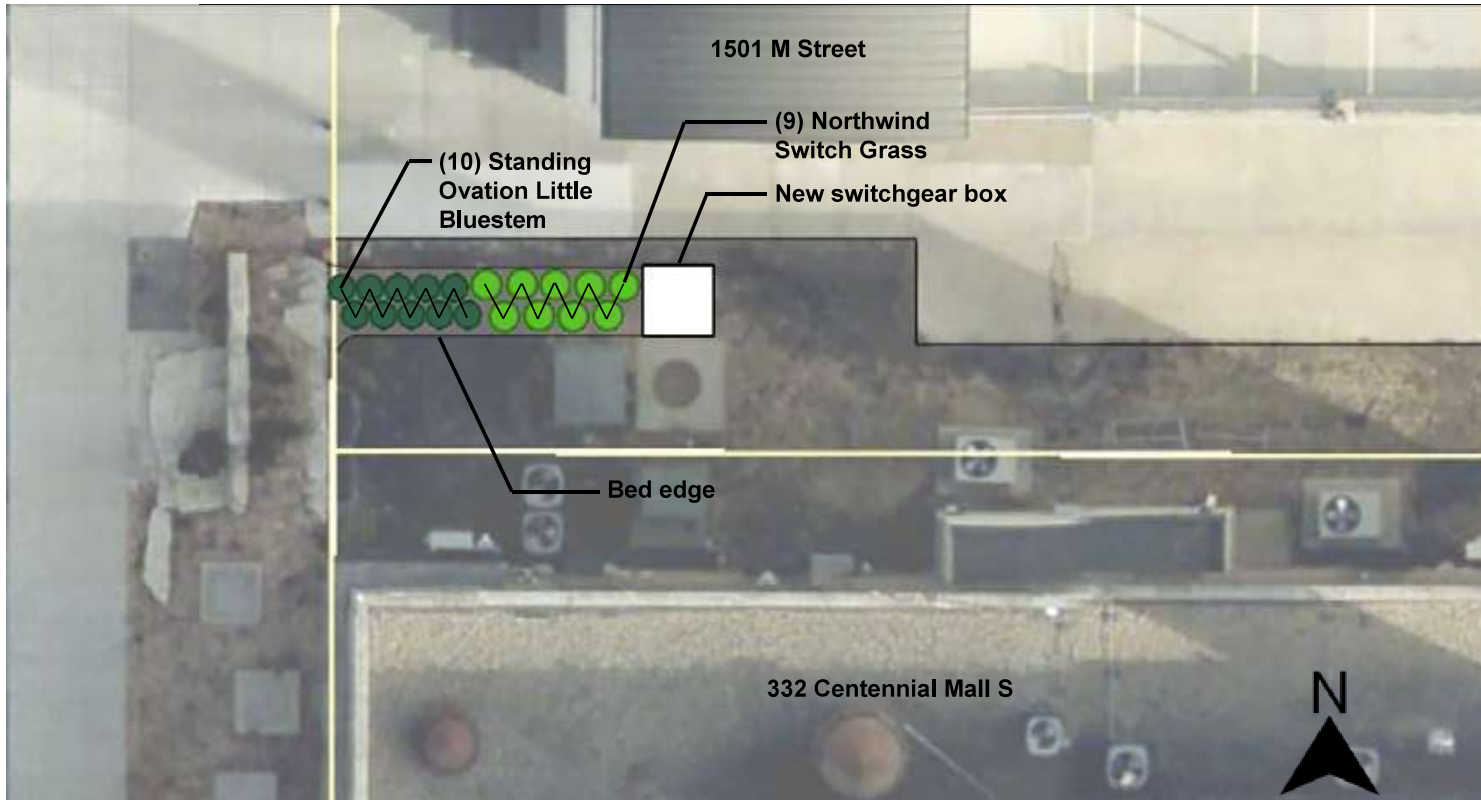 1501 M Street
(9) Northwind
Switch Grass
(10) Standing
Ovation Little
Bluestem
New switchgear box
Bed edge
332 Centennial Mall S
N